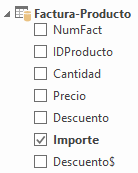 Factura-Producto
NumFact
IDProducto
Cantidad
Precio
Descuento
Importe
Descuento$